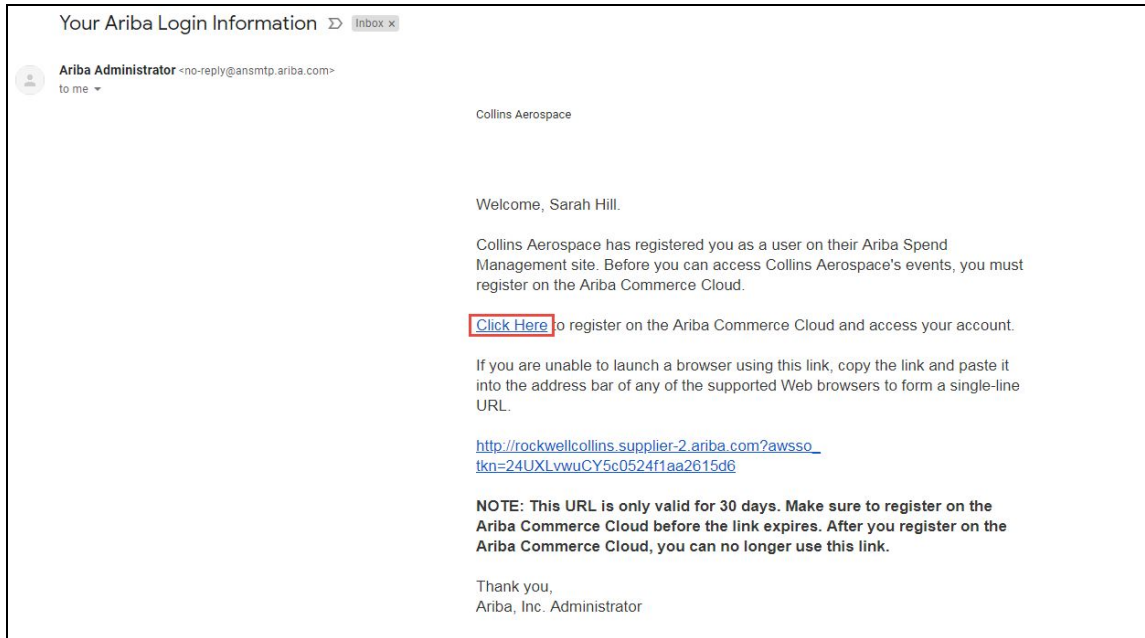 Your Ariba Login Information Inbox x
Ariba Administrator <no-reply@ansmtp.ariba.com>
to me
Collins Aerospace
Welcome, Sarah Hill.
Collins Aerospace has registered you as a user on their Ariba Spend
Management site. Before you can access Collins Aerospace's events, you must
register on the Ariba Commerce Cloud.
Click Here to register on the Ariba Commerce Cloud and access your account.
If you are unable to launch a browser using this link, copy the link and paste it
into the address bar of any of the supported Web browsers to form a single-line
URL.
http://rockwellcollins.supplier-2.ariba.com?awsso_
tkn=24UXLvwuCY5c0524f1aa2615d6
NOTE: This URL is only valid for 30 days. Make sure to register on the
Ariba Commerce Cloud before the link expires. After you register on the
Ariba Commerce Cloud, you can no longer use this link.
Thank you,
Ariba, Inc. Administrator